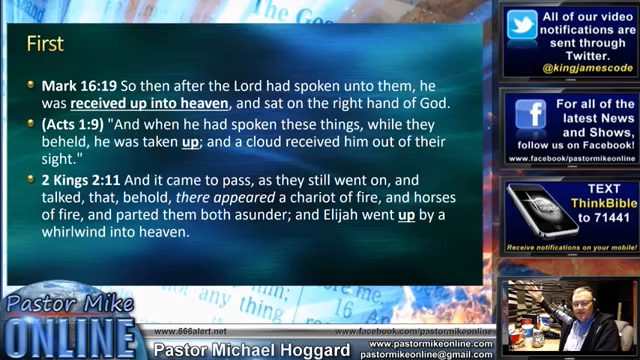 First
Mark 16:19 So then after the Lord had spoken unto them, he
was received up into heaven, and sat on the right hand of God.
(Acts 1:9) "And when he had spoken these things, while they
beheld, he was taken up; and a cloud received him out of their
sight."
2 Kings 2:11 And it came to pass, as they still went on, and
talked, that, behold, there appeared a chariot of fire, and horses
of fire, and parted them both asunder; and Elijah went up by a
whirlwind into heaven.
All of our video
notifications are
sent through
Twitter.
@kingjamescode
For all of the
latest News
and Shows,
follow us on Facebook!
www.facebook/pastormikeonline
TEXT
ThinkBible
to 71441
Receive notifications on your mobile!
Pastor Mike
ONLINE
www.666alert.net
www.facebook.com/pastormikeonline
Pastor Michael Hoggard
www.pastormikeonline.com
pastormikeonline@gmail.com